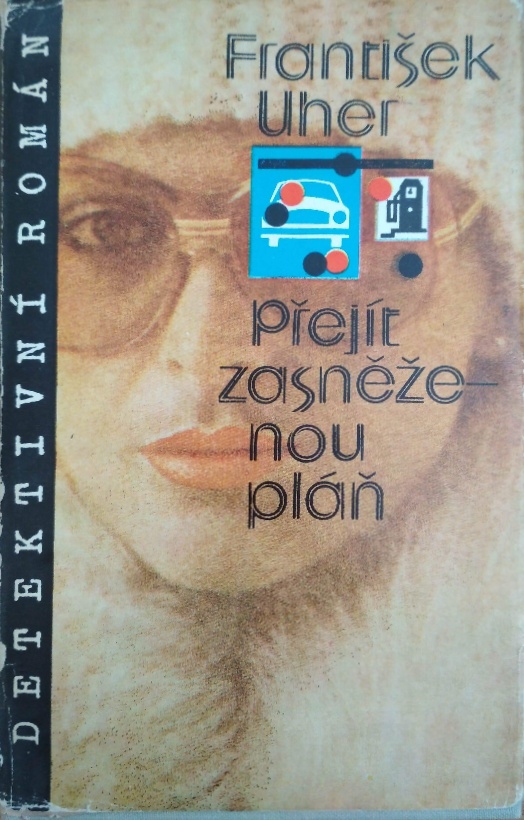 František
Uher
Přejít
zasněže-
nou
pláň
DETEKTIVNÍ ROMÁN